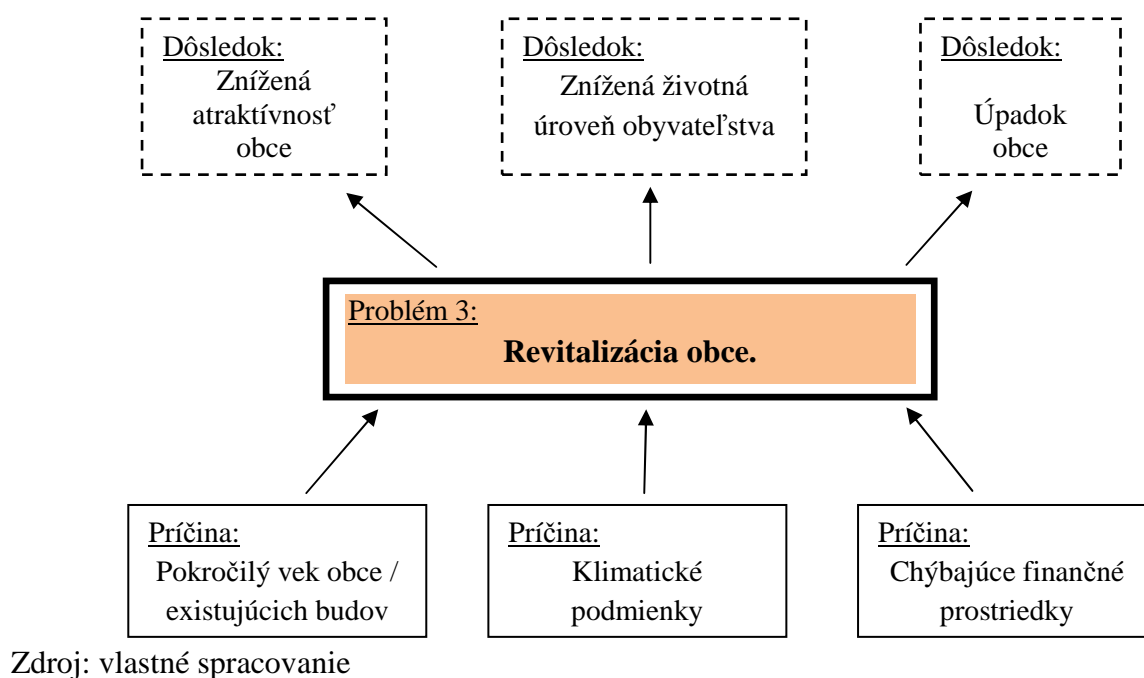 Dôsledok:
Znížená
atraktívnosť
obce
Dôsledok:
Znížená životná
úroveň obyvateľstva
Dôsledok:
Úpadok
obce
Problém 3:
Revitalizácia obce.
Príčina:
Pokročilý vek obce /
existujúcich budov
Príčina:
Klimatické
podmienky
Príčina:
Chýbajúce finančné
prostriedky
Zdroj: vlastné spracovanie